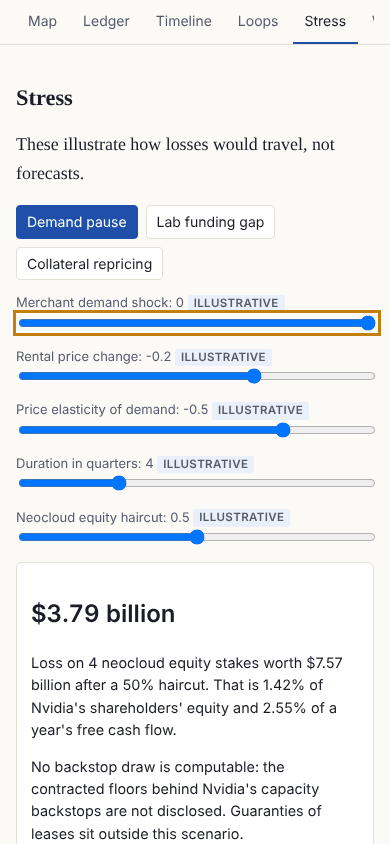 Map Ledger Timeline Loops Stress
Stress
These illustrate how losses would travel, not
forecasts.
Demand pause Lab funding gap
Collateral repricing
Merchant demand shock: 0 ILLUSTRATIVE
Rental price change: -0.2 ILLUSTRATIVE
Price elasticity of demand: -0.5 ILLUSTRATIVE
Duration in quarters: 4 ILLUSTRATIVE
Neocloud equity haircut: 0.5 ILLUSTRATIVE
$3.79 billion
Loss on 4 neocloud equity stakes worth $7.57
billion after a 50% haircut. That is 1.42% of
Nvidia's shareholders' equity and 2.55% of a
year's free cash flow.
No backstop draw is computable: the
contracted floors behind Nvidia's capacity
backstops are not disclosed. Guaranties of
leases sit outside this scenario.